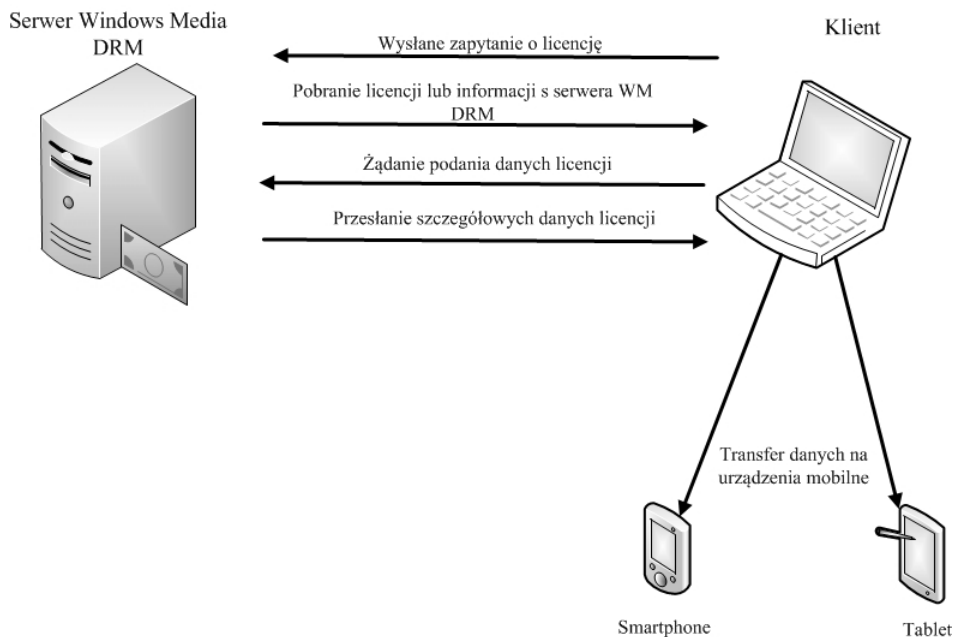 Serwer Windows Media
DRM
Klient
Wysłane zapytanie o licencję
Pobranie licencji lub informacji s serwera WM
DRM
Żądanie podania danych licencji
Przesłanie szczegółowych danych licencji
Transfer danych na
urządzenia mobilne
Smartphone
Tablet